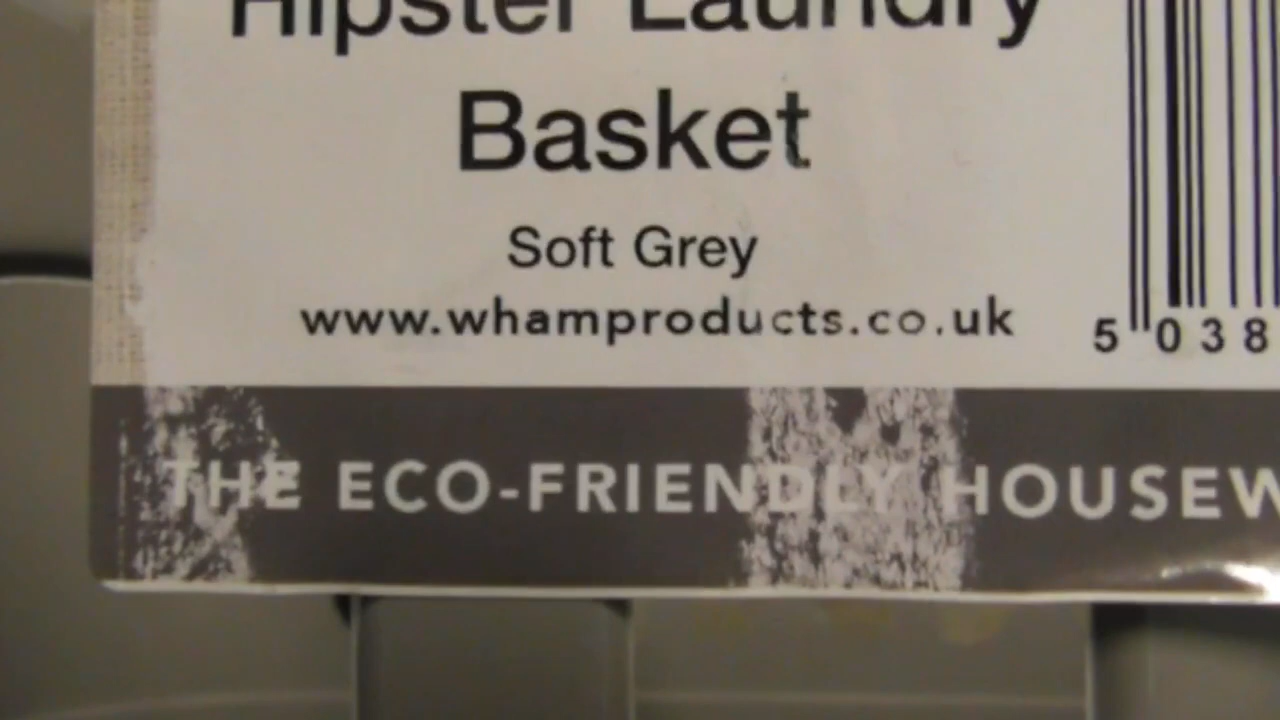 Hipster Laundry
Basket
Soft Grey
www.whamproducts.co.uk
5 038
THE ECO-FRIENDLY HOUSEW